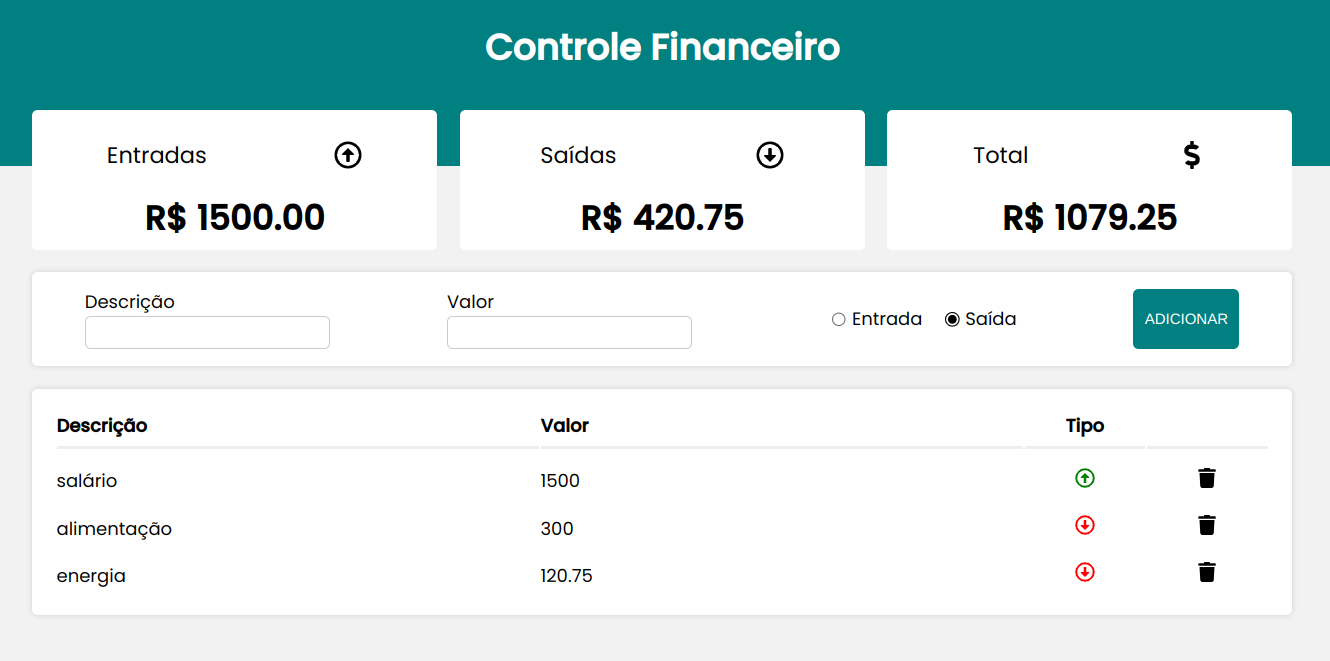 Controle Financeiro
Entradas
Saídas
Total $
R$ 1500.00
R$ 420.75
R$ 1079.25
Descrição
Valor
Entrada
Saída
ADICIONAR
Descrição Valor Tipo
salário 1500
alimentação 300
energia 120.75